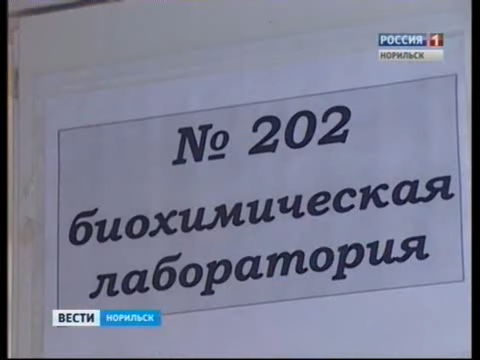 РОССИЯ 1
НОРИЛЬСК
№ 202
биохимическая
лаборатория
ВЕСТИ НОРИЛЬСК